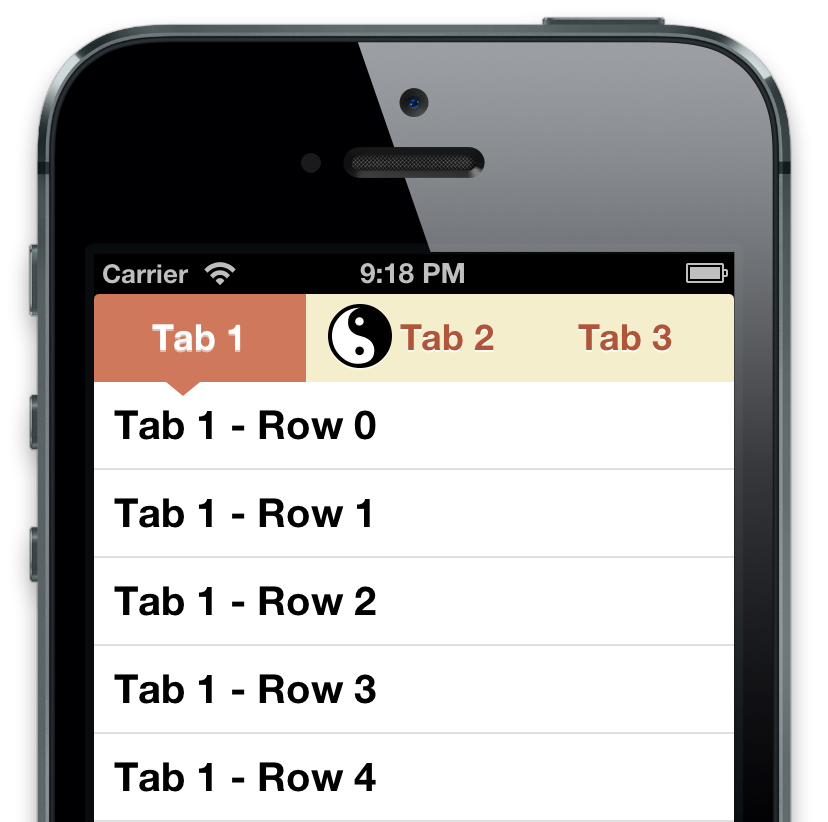 Carrier 9:18 PM
Tab 1 Tab 2 Tab 3
Tab 1 - Row 0
Tab 1 - Row 1
Tab 1 - Row 2
Tab 1 - Row 3
Tab 1 - Row 4